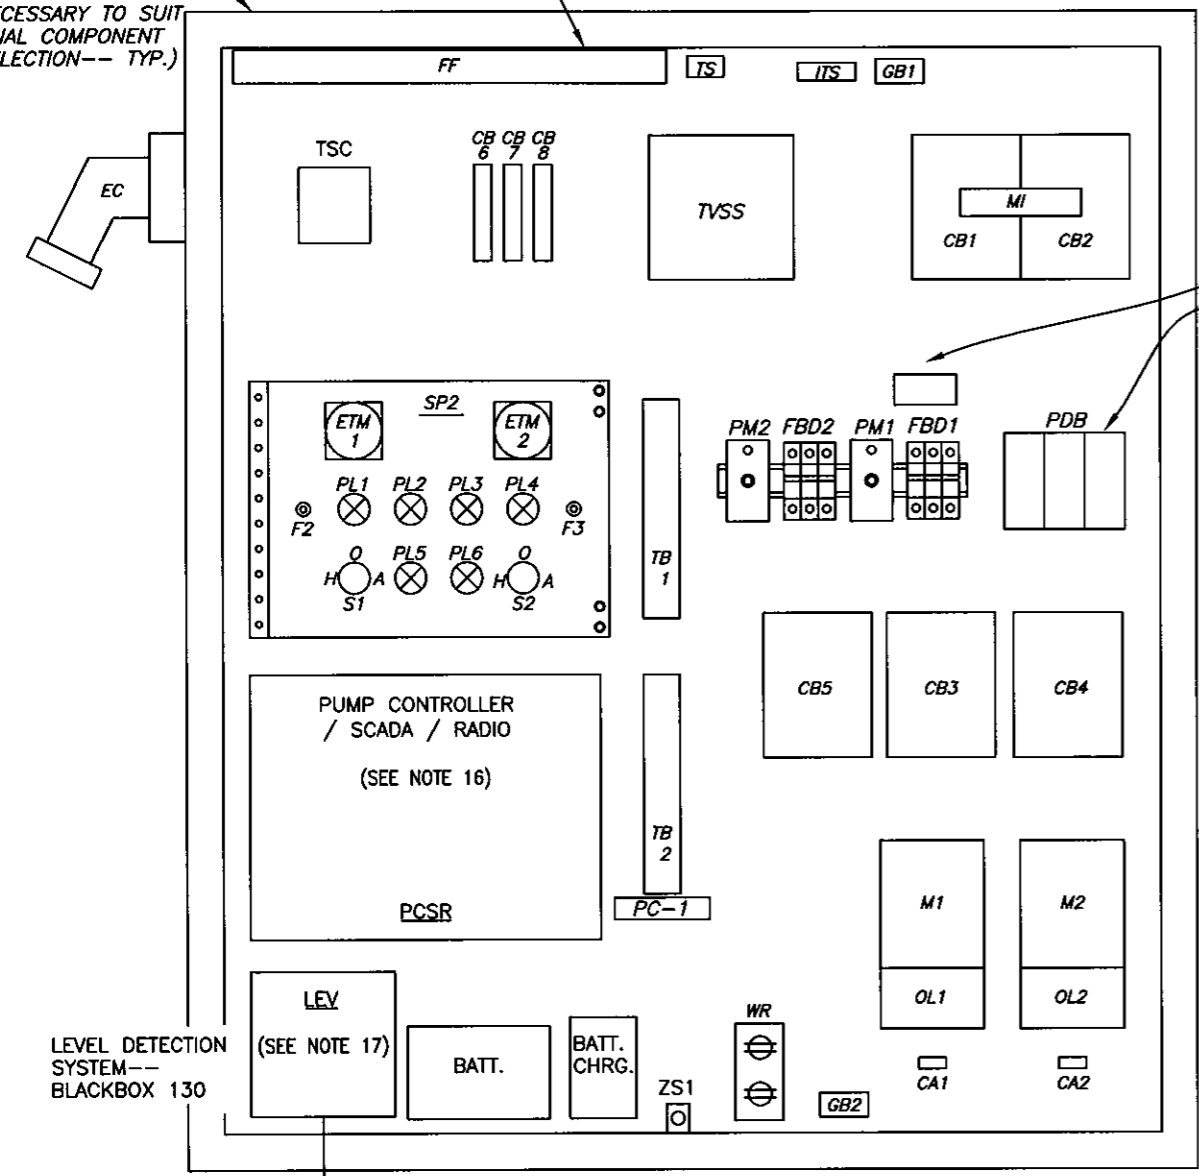 CESSARY TO SUIT
NAL COMPONENT
LECTION-- TYP.)
FF
TS
ITS
GB1
EC
TSC
CB CB CB
6 7 8
TVSS
MI
CB1
CB2
SP2
ETM
1
ETM
2
PL1 PL2 PL3 PL4
F2
F3
O PL5 PL6 O
H A H A
S1
S2
TB
1
PM2 FBD2 PM1 FBD1
PDB
CB5
CB3
CB4
PUMP CONTROLLER
/ SCADA / RADIO
(SEE NOTE 16)
PCSR
TB
2
PC-1
M1
M2
OL1
OL2
CA1
CA2
LEVEL DETECTION
SYSTEM--
BLACKBOX 130
LEV
(SEE NOTE 17)
BATT.
BATT.
CHRG.
ZS1
WR
GB2